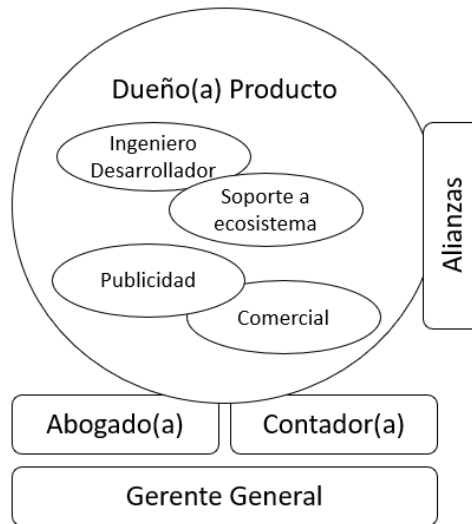 Dueño(a) Producto
Ingeniero
Desarrollador
Soporte a
ecosistema
Publicidad
Comercial
Alianzas
Abogado(a)
Contador(a)
Gerente General